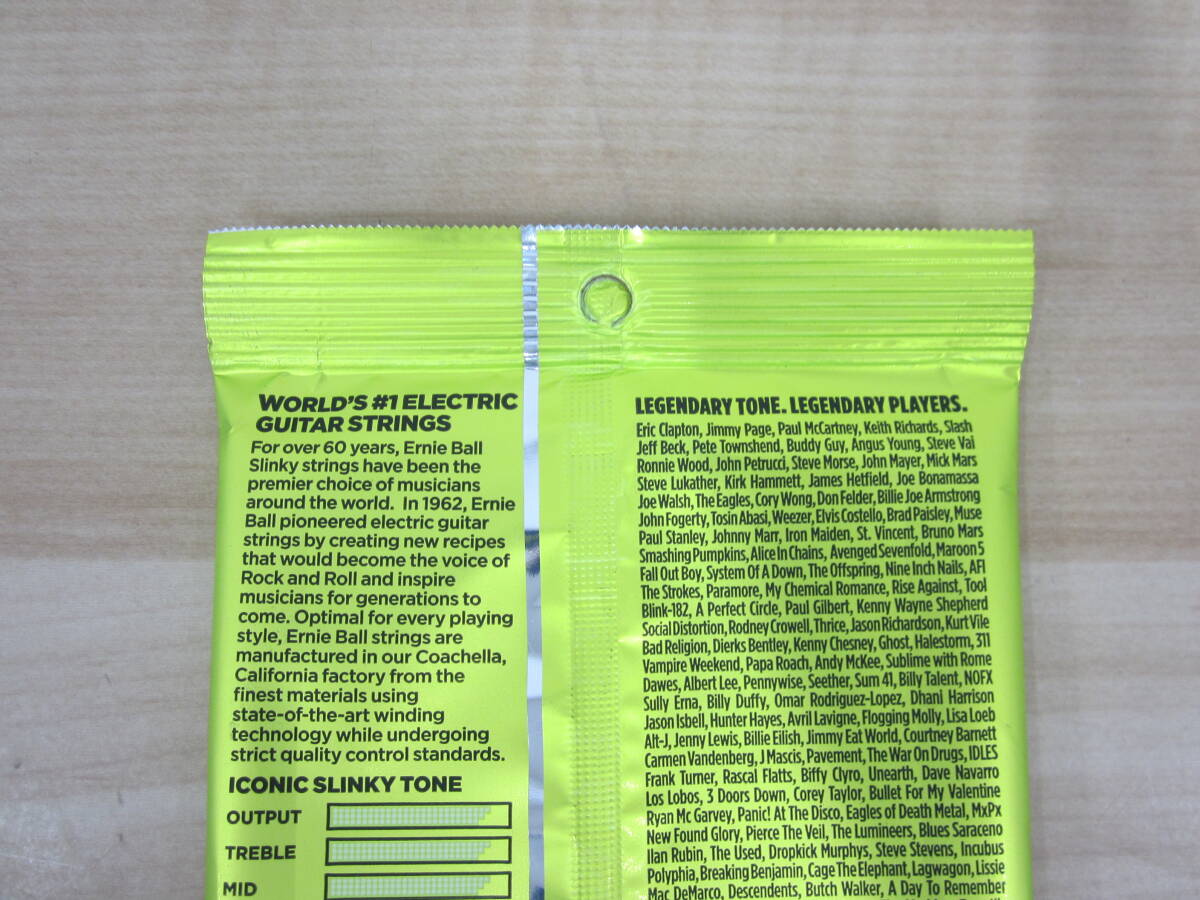 WORLD'S #1 ELECTRIC
GUITAR STRINGS
For over 60 years, Ernie Ball
Slinky strings have been the
premier choice of musicians
around the world. In 1962, Ernie
Ball pioneered electric guitar
strings by creating new recipes
that would become the voice of
Rock and Roll and inspire
musicians for generations to
come. Optimal for every playing
style, Ernie Ball strings are
manufactured in our Coachella,
California factory from the
finest materials using
state-of-the-art winding
technology while undergoing
strict quality control standards.
ICONIC SLINKY TONE
OUTPUT
TREBLE
MID
LEGENDARY TONE. LEGENDARY PLAYERS.
Eric Clapton, Jimmy Page, Paul McCartney, Keith Richards, Slash
Jeff Beck, Pete Townshend, Buddy Guy, Angus Young, Steve Vai
Ronnie Wood, John Petrucci, Steve Morse, John Mayer, Mick Mars
Steve Lukather, Kirk Hammett, James Hetfield, Joe Bonamassa
Joe Walsh, The Eagles, Cory Wong, Don Felder, Billie Joe Armstrong
John Fogerty, Tosin Abasi, Weezer, Elvis Costello, Brad Paisley, Muse
Paul Stanley, Johnny Marr, Iron Maiden, St. Vincent, Bruno Mars
Smashing Pumpkins, Alice In Chains, Avenged Sevenfold, Maroon 5
Fall Out Boy, System Of A Down, The Offspring, Nine Inch Nails, AFI
The Strokes, Paramore, My Chemical Romance, Rise Against, Tool
Blink-182, A Perfect Circle, Paul Gilbert, Kenny Wayne Shepherd
Social Distortion, Rodney Crowell, Thrice, Jason Richardson, Kurt Vile
Bad Religion, Dierks Bentley, Kenny Chesney, Ghost, Halestorm, 311
Vampire Weekend, Papa Roach, Andy McKee, Sublime with Rome
Dawes, Albert Lee, Pennywise, Seether, Sum 41, Billy Talent, NOFX
Sully Erna, Billy Duffy, Omar Rodriguez-Lopez, Dhani Harrison
Jason Isbell, Hunter Hayes, Avril Lavigne, Flogging Molly, Lisa Loeb
Alt-J, Jenny Lewis, Billie Eilish, Jimmy Eat World, Courtney Barnett
Carmen Vandenberg, J Mascis, Pavement, The War On Drugs, IDLES
Frank Turner, Rascal Flatts, Biffy Clyro, Unearth, Dave Navarro
Los Lobos, 3 Doors Down, Corey Taylor, Bullet For My Valentine
Ryan Mc Garvey, Panic! At The Disco, Eagles of Death Metal, MxPx
New Found Glory, Pierce The Veil, The Lumineers, Blues Saraceno
Ilan Rubin, The Used, Dropkick Murphys, Steve Stevens, Incubus
Polyphia, Breaking Benjamin, Cage The Elephant, Lagwagon, Lissie
Mac DeMarco, Descendents, Butch Walker, A Day To Remember